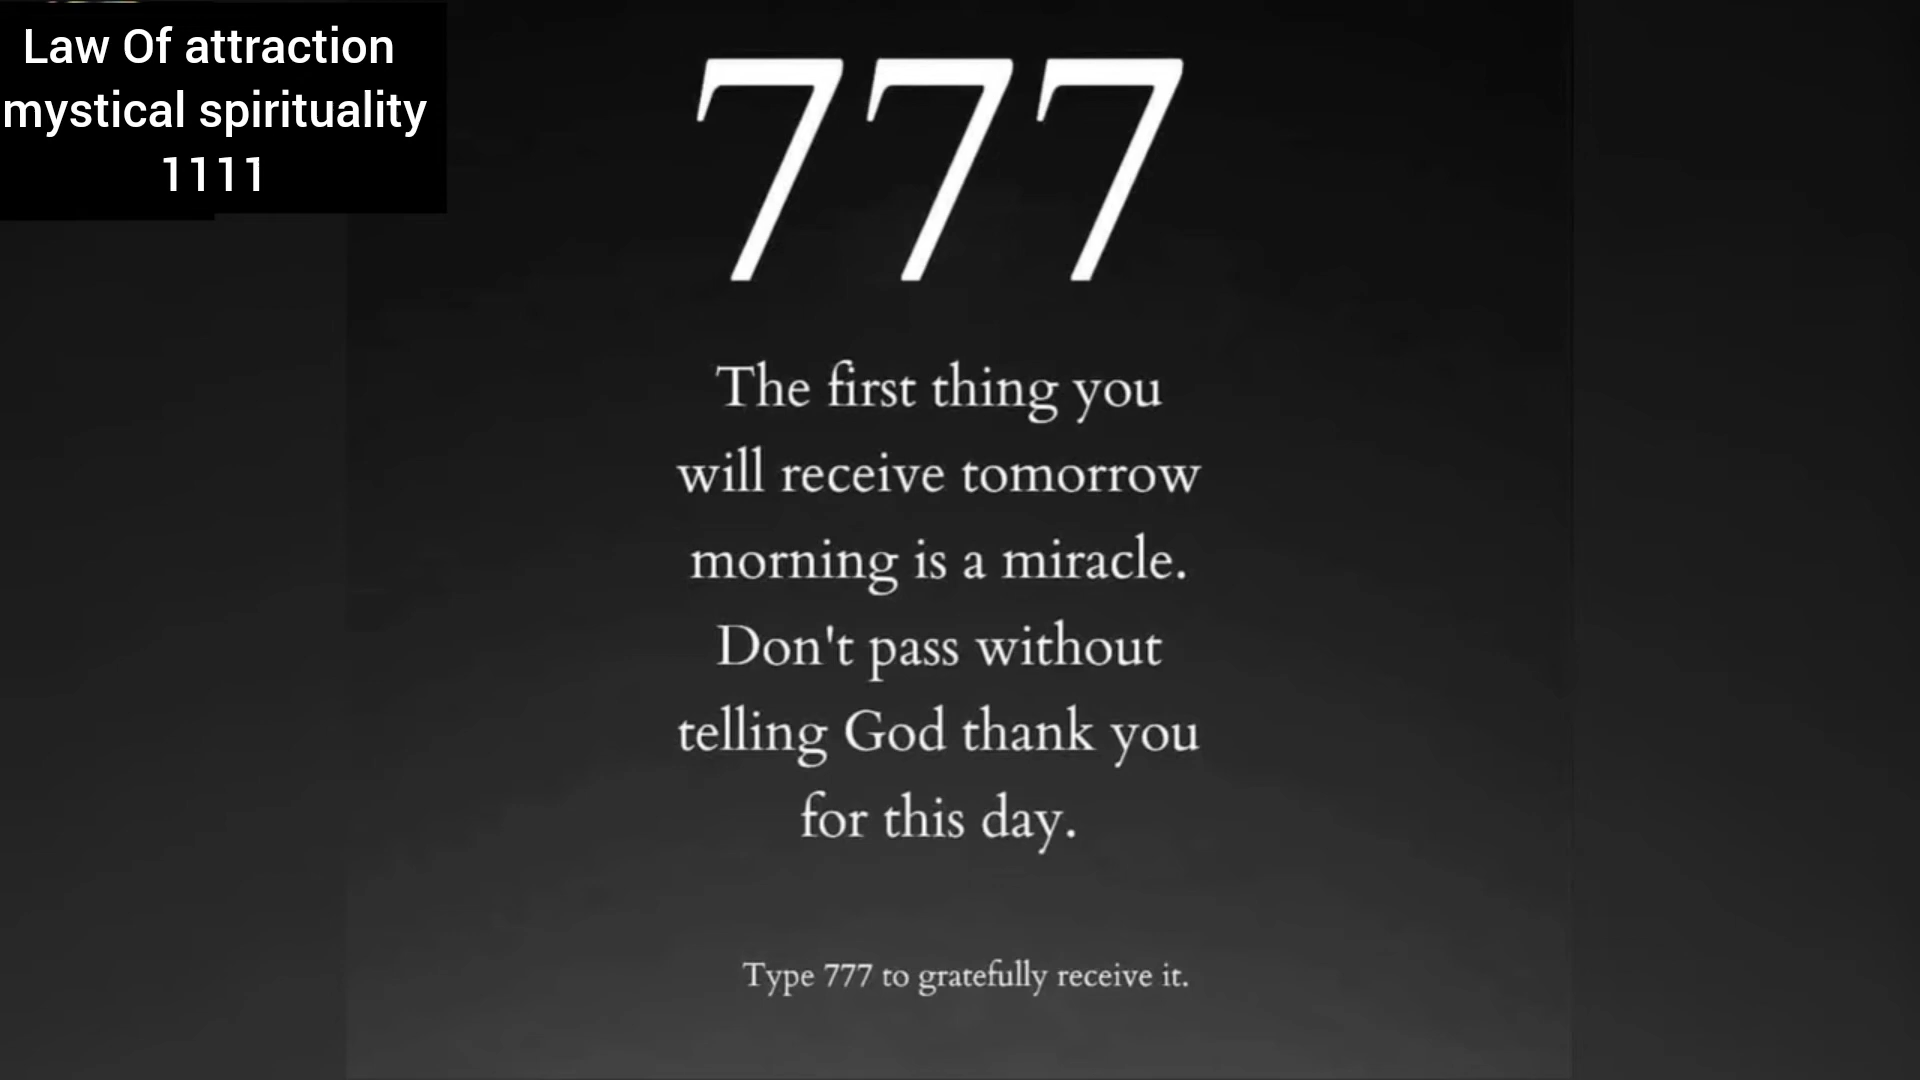 Law Of attraction
mystical spirituality
1111
777
The first thing you
will receive tomorrow
morning is a miracle.
Don't pass without
telling God thank you
for this day.
Type 777 to gratefully receive it.